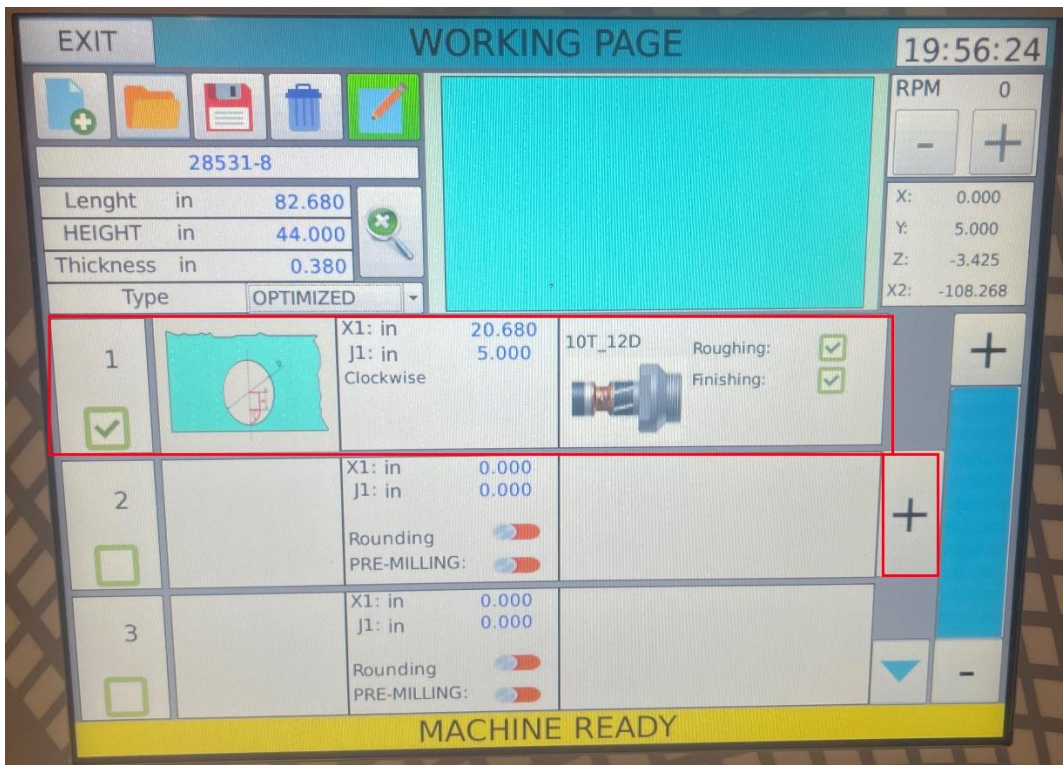 EXIT
WORKING PAGE
19:56:24
RPM 0
- +
28531-8
Lenght in 82.680
HEIGHT in 44.000
Thickness in 0.380
Type OPTIMIZED
X: 0.000
Y: 5.000
Z: -3.425
X2: -108.268
1
X1: in 20.680
J1: in 5.000
Clockwise
10T_12D
Roughing:
Finishing:
+
2
X1: in 0.000
J1: in 0.000
Rounding
PRE-MILLING:
+
3
X1: in 0.000
J1: in 0.000
Rounding
PRE-MILLING:
-
MACHINE READY